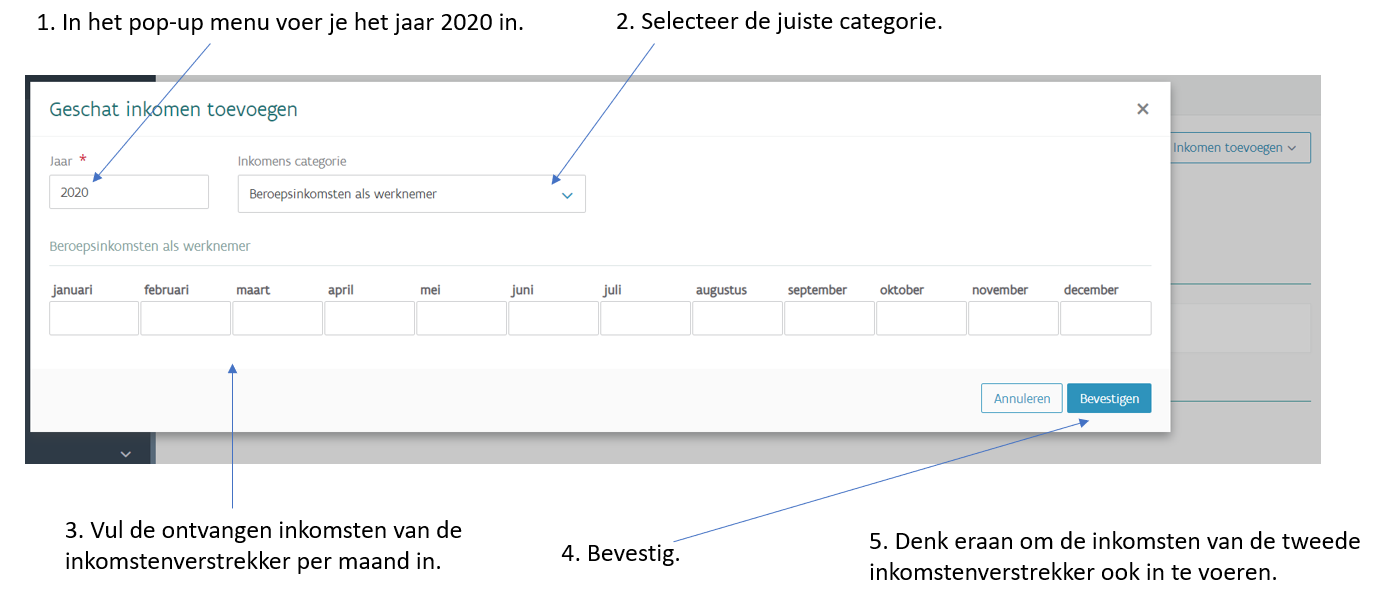 1. In het pop-up menu voer je het jaar 2020 in.
2. Selecteer de juiste categorie.
Geschat inkomen toevoegen
×
Inkomen toevoegen
Jaar *
Inkomens categorie
2020
Beroepsinkomsten als werknemer
Beroepsinkomsten als werknemer
januari
februari
maart
april
mei
juni
juli
augustus
september
oktober
november
december
Annuleren
Bevestigen
3. Vul de ontvangen inkomsten van de
inkomstenverstrekker per maand in.
4. Bevestig.
5. Denk eraan om de inkomsten van de tweede
inkomstenverstrekker ook in te voeren.